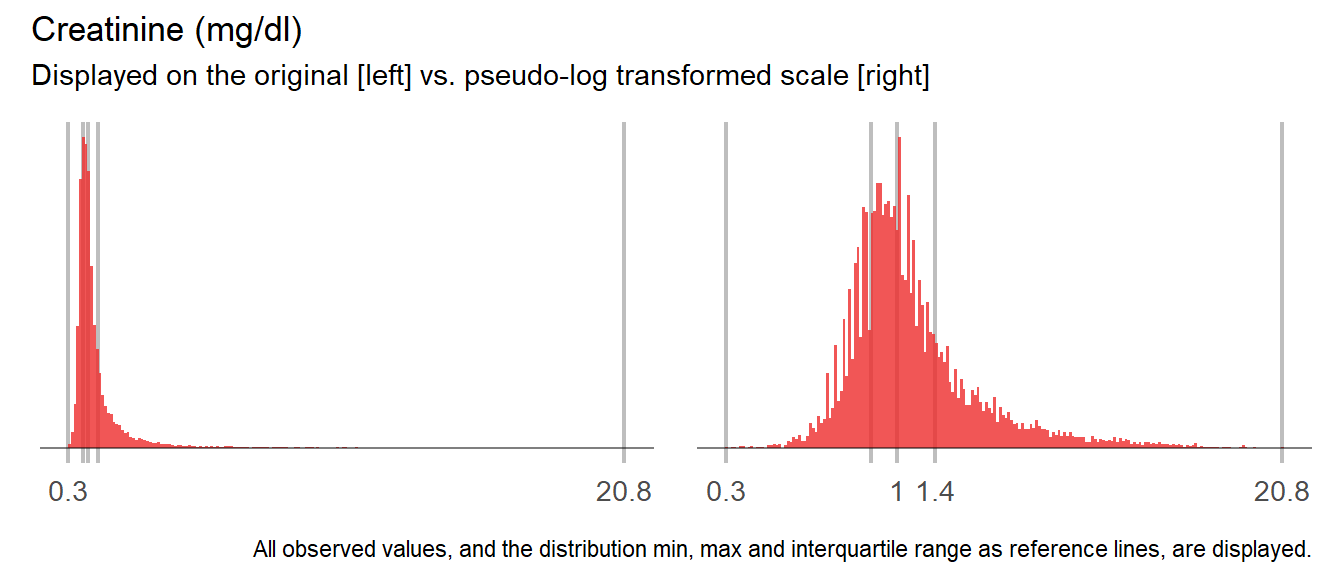 Creatinine (mg/dl)
Displayed on the original [left] vs. pseudo-log transformed scale [right]
0.3 20.8 0.3 1 1.4 20.8
All observed values, and the distribution min, max and interquartile range as reference lines, are displayed.